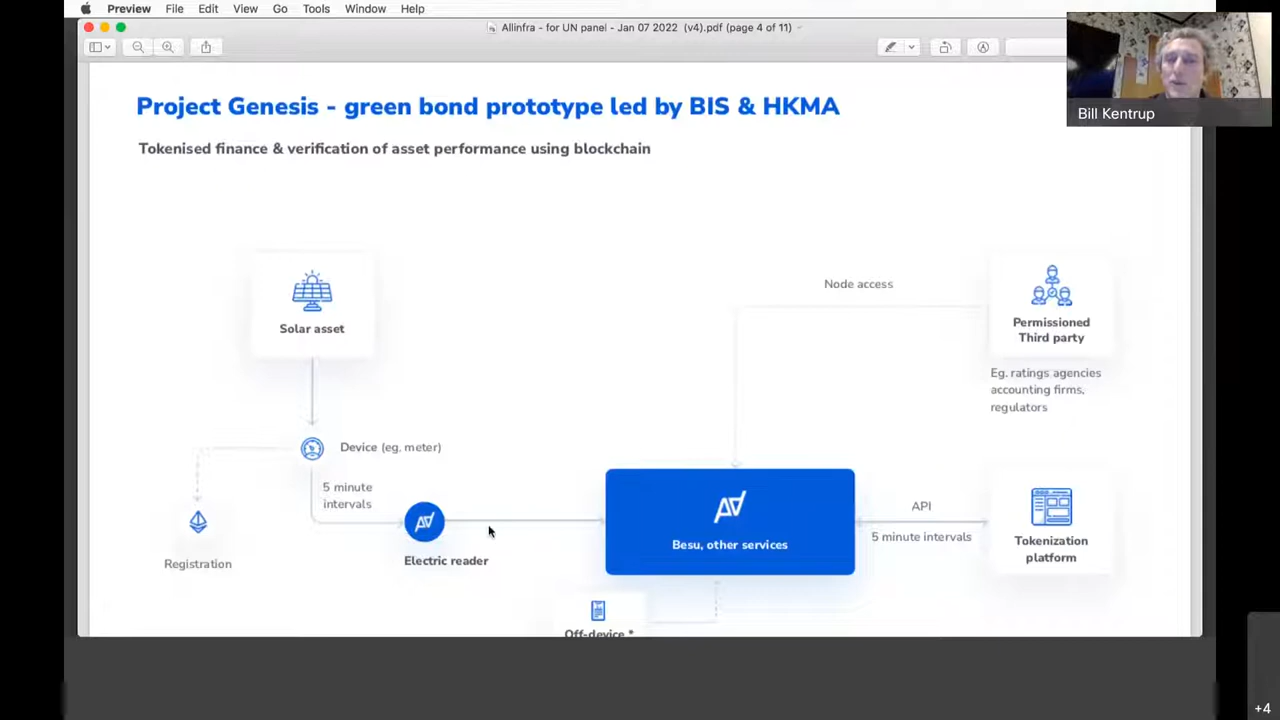 Preview File Edit View Go Tools Window Help
Allinfra - for UN panel - Jan 07 2022 (v4).pdf (page 4 of 11)
Bill Kentrup
Project Genesis - green bond prototype led by BIS & HKMA
Tokenised finance & verification of asset performance using blockchain
Solar asset
Node access
Permissioned
Third party
Eg. ratings agencies
accounting firms,
regulators
Device (eg. meter)
5 minute
intervals
Registration
Electric reader
Besu, other services
API
5 minute intervals
Tokenization
platform
Off-device *
+4